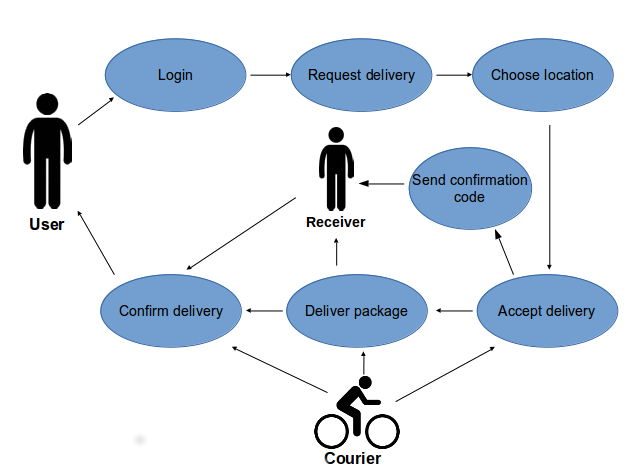 Login
Request delivery
Choose location
Send confirmation
code
User
Receiver
Confirm delivery
Deliver package
Accept delivery
Courier